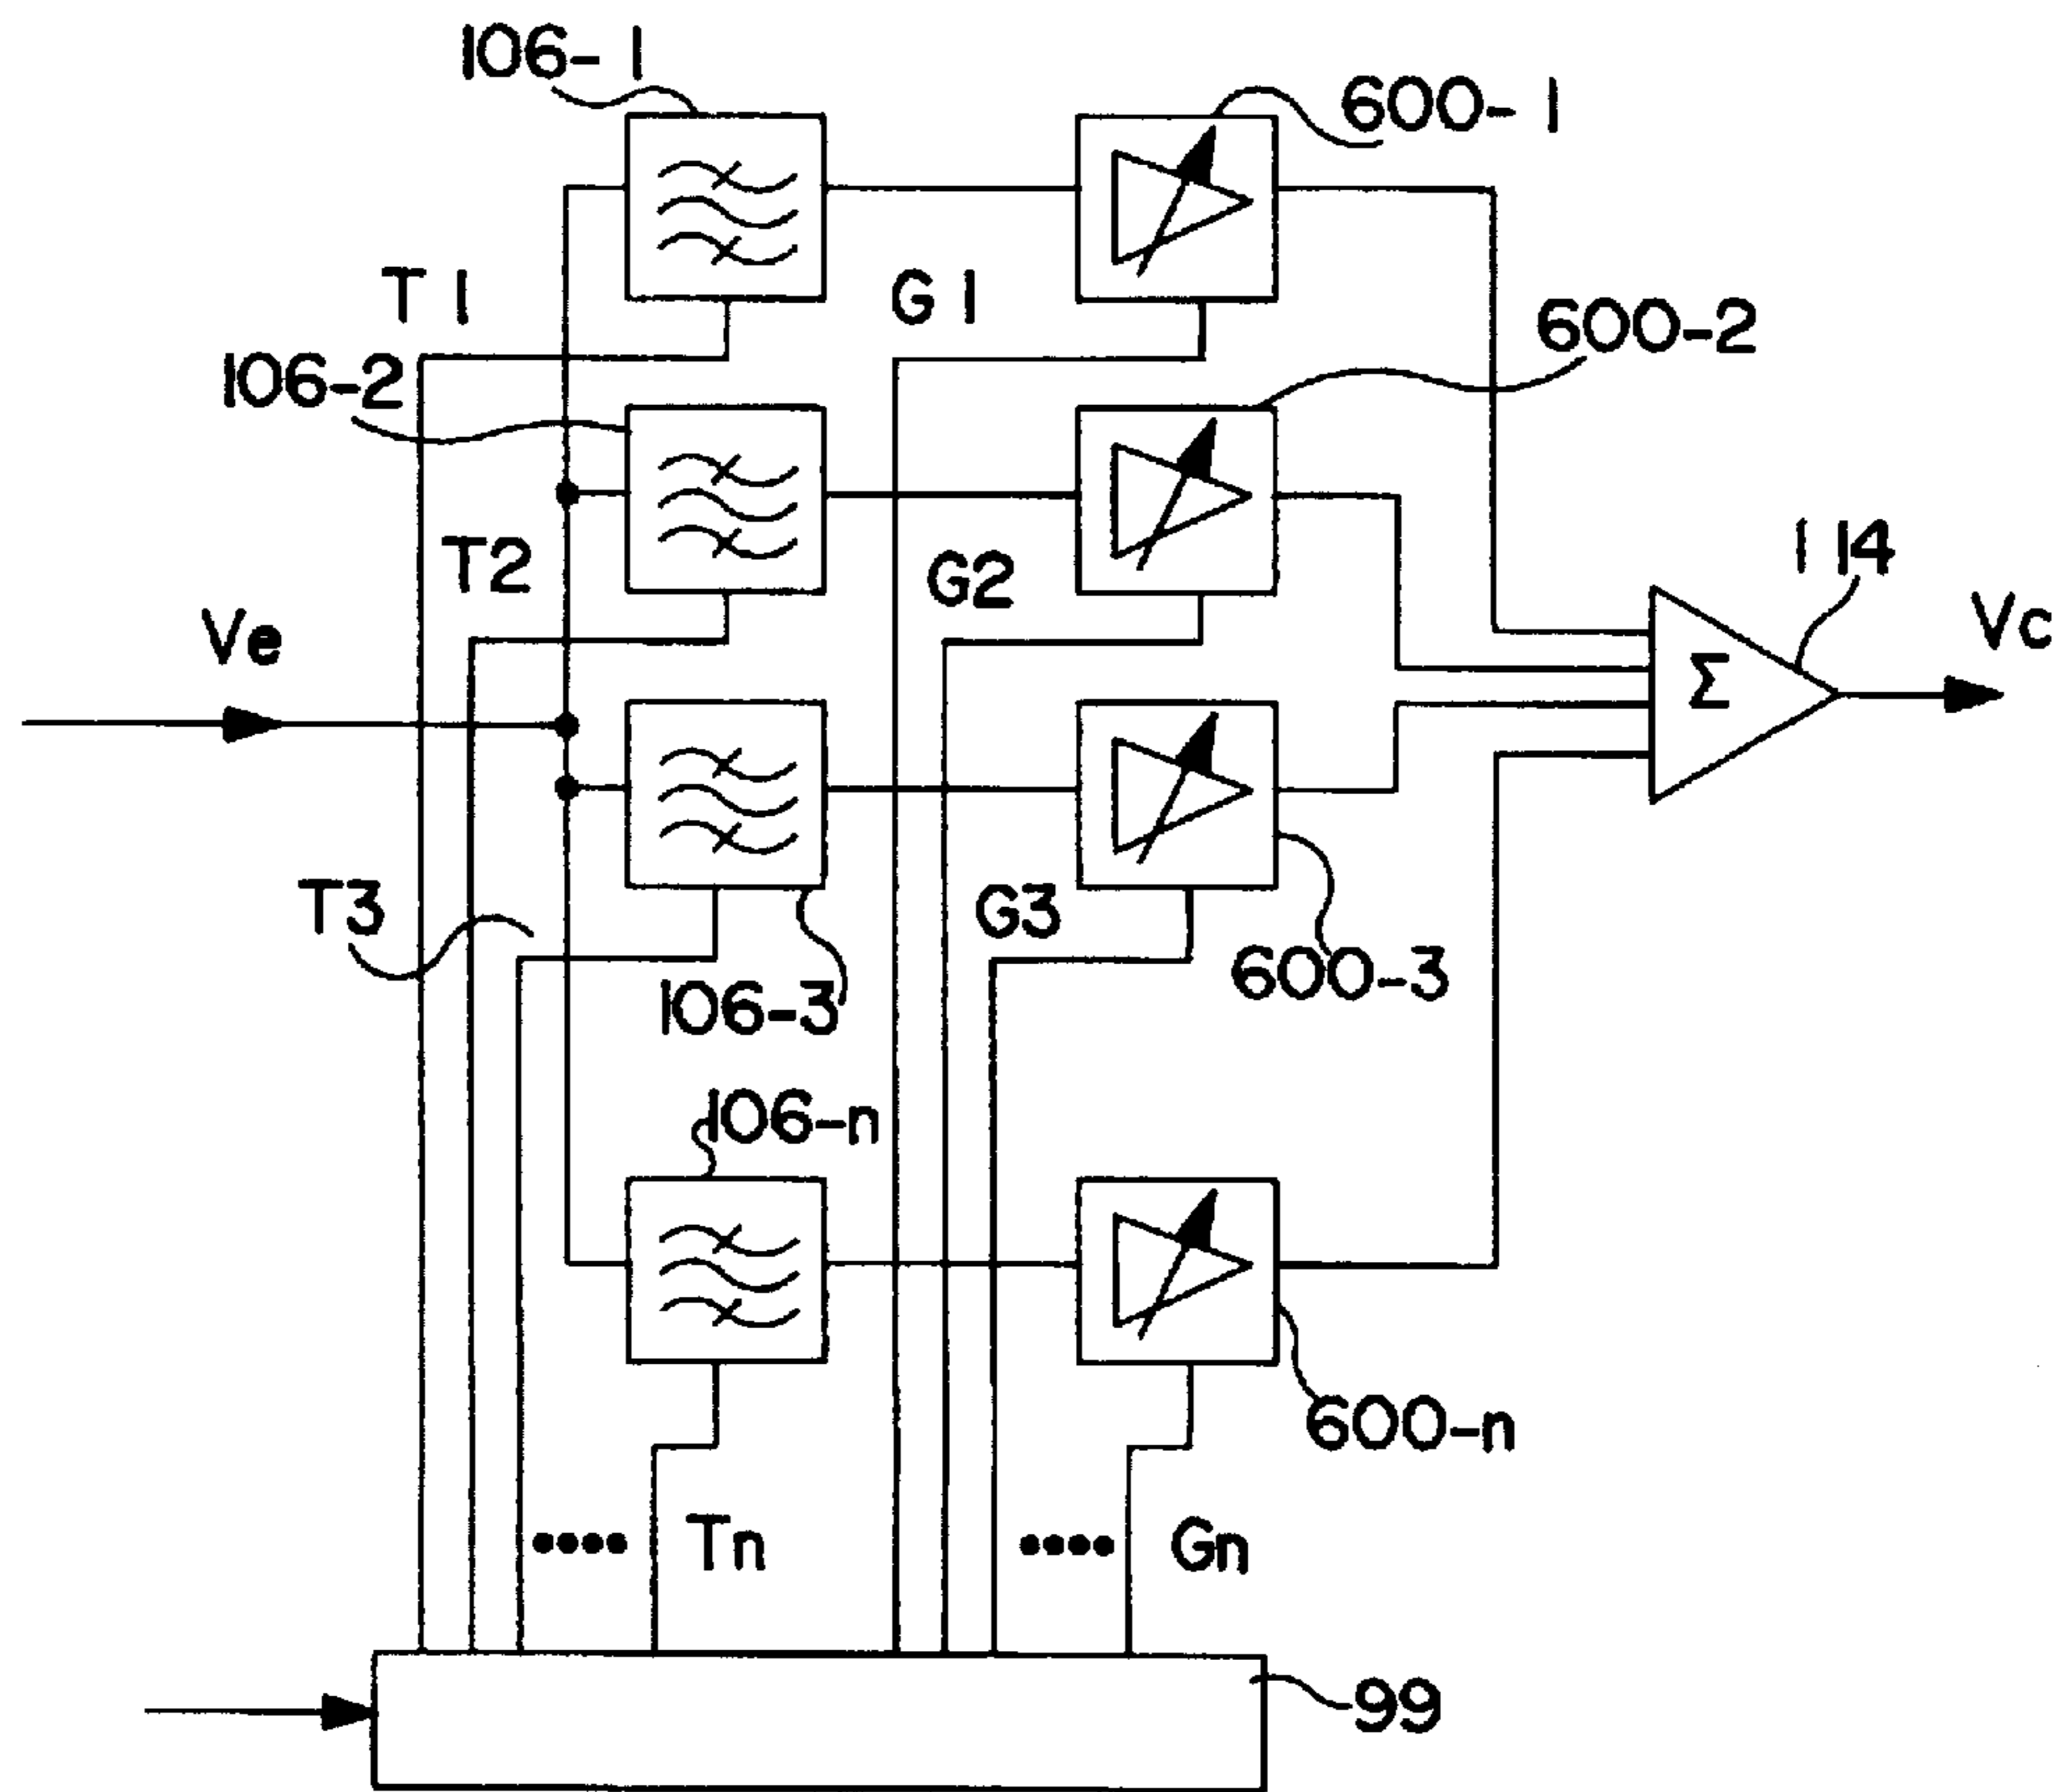 106-1
600-1
T1
G1
600-2
106-2
114
T2
G2
Ve
Vc
Σ
T3
G3
600-3
106-3
106-n
600-n
Tn
Gn
99